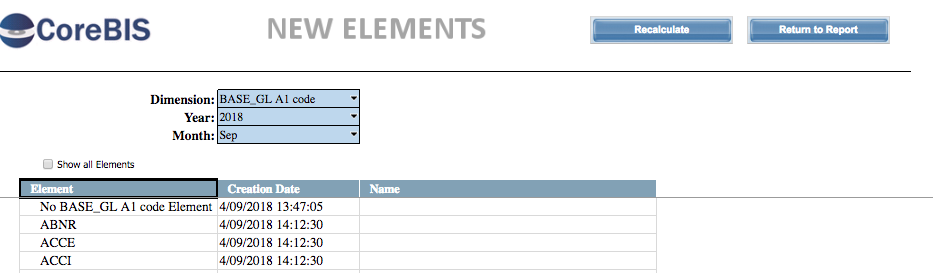 CoreBIS NEW ELEMENTS Recalculate Return to Report
Dimension: BASE_GL A1 code
Year: 2018
Month: Sep
Show all Elements
Element Creation Date Name
No BASE_GL A1 code Element 4/09/2018 13:47:05
ABNR 4/09/2018 14:12:30
ACCE 4/09/2018 14:12:30
ACCI 4/09/2018 14:12:30